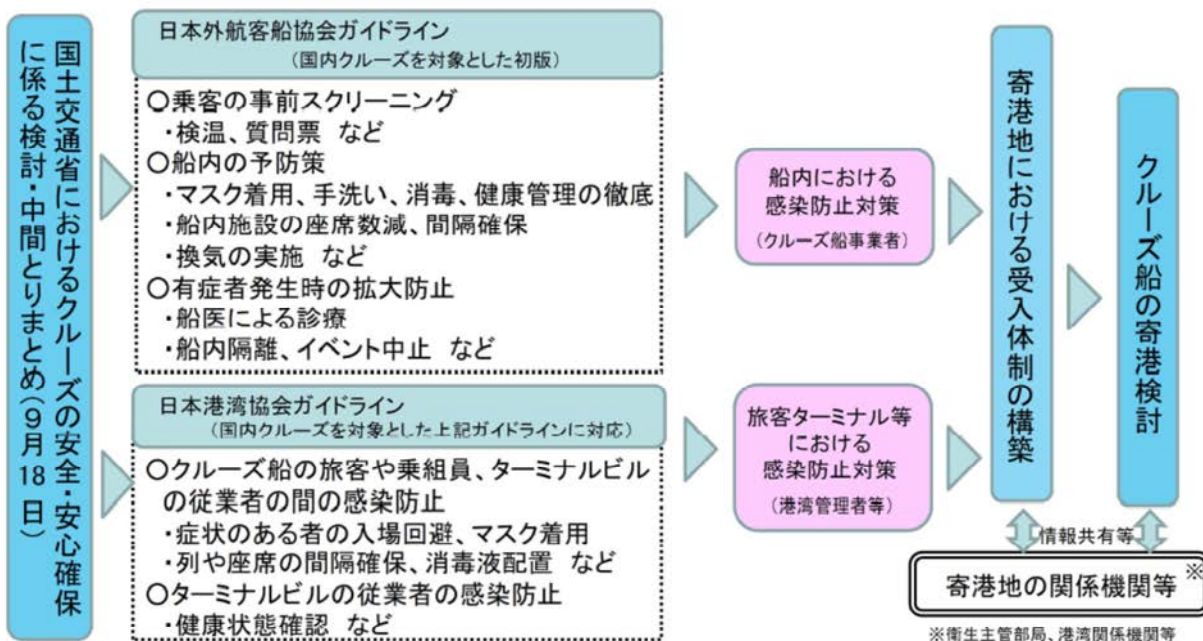 国土交通省におけるクルーズの安全・安心確保
に係る検討・中間とりまとめ(9月18日)
日本外航客船協会ガイドライン
(国内クルーズを対象とした初版)
○乗客の事前スクリーニング
・検温、質問票 など
○船内の予防策
・マスク着用、手洗い、消毒、健康管理の徹底
・船内施設の座席数減、間隔確保
・換気の実施 など
○有症者発生時の拡大防止
・船医による診療
・船内隔離、イベント中止 など
日本港湾協会ガイドライン
(国内クルーズを対象とした上記ガイドラインに対応)
○クルーズ船の旅客や乗組員、ターミナルビル
の従業者の間の感染防止
・症状のある者の入場回避、マスク着用
・列や座席の間隔確保、消毒液配置 など
○ターミナルビルの従業者の感染防止
・健康状態確認 など
船内における
感染防止対策
(クルーズ船事業者)
旅客ターミナル等
における
感染防止対策
(港湾管理者等)
寄港地における受入体制の構築
クルーズ船の寄港検討
情報共有等
寄港地の関係機関等※
※衛生主管部局、港湾関係機関等